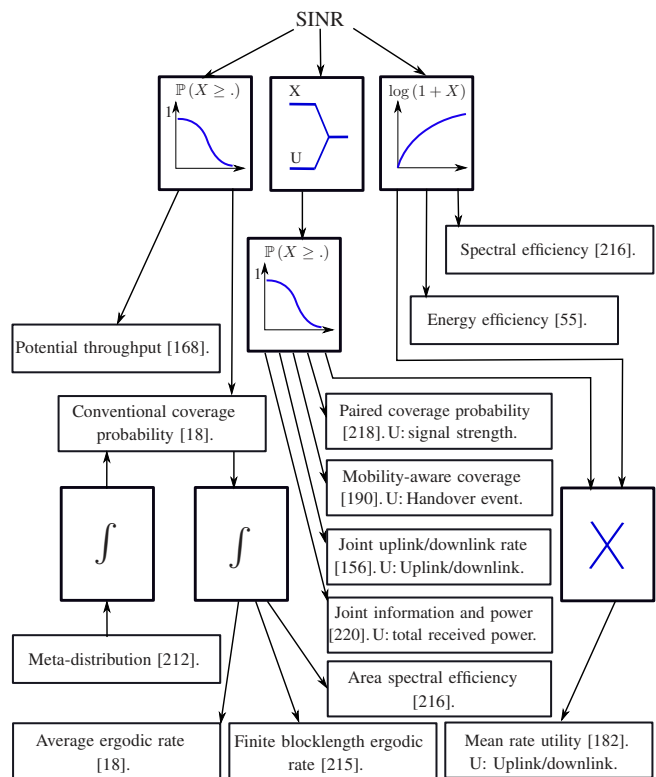 SINR
ℙ (X ≥ .)
1
X
U
log (1 + X)
ℙ (X ≥ .)
1
Spectral efficiency [216].
Energy efficiency [55].
Potential throughput [168].
Conventional coverage
probability [18].
Paired coverage probability
[218]. U: signal strength.
Mobility-aware coverage
[190]. U: Handover event.
∫
∫
Joint uplink/downlink rate
[156]. U: Uplink/downlink.
Joint information and power
[220]. U: total received power.
Meta-distribution [212].
Area spectral efficiency
[216].
Average ergodic rate
[18].
Finite blocklength ergodic
rate [215].
Mean rate utility [182].
U: Uplink/downlink.